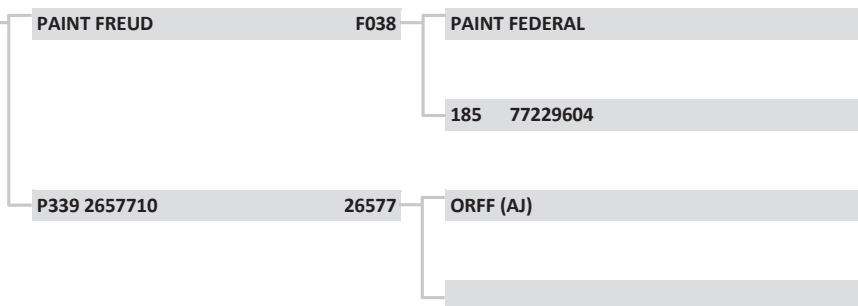 PAINT FREUD F038 PAINT FEDERAL
185 77229604
P339 2657710 26577 ORFF (AJ)